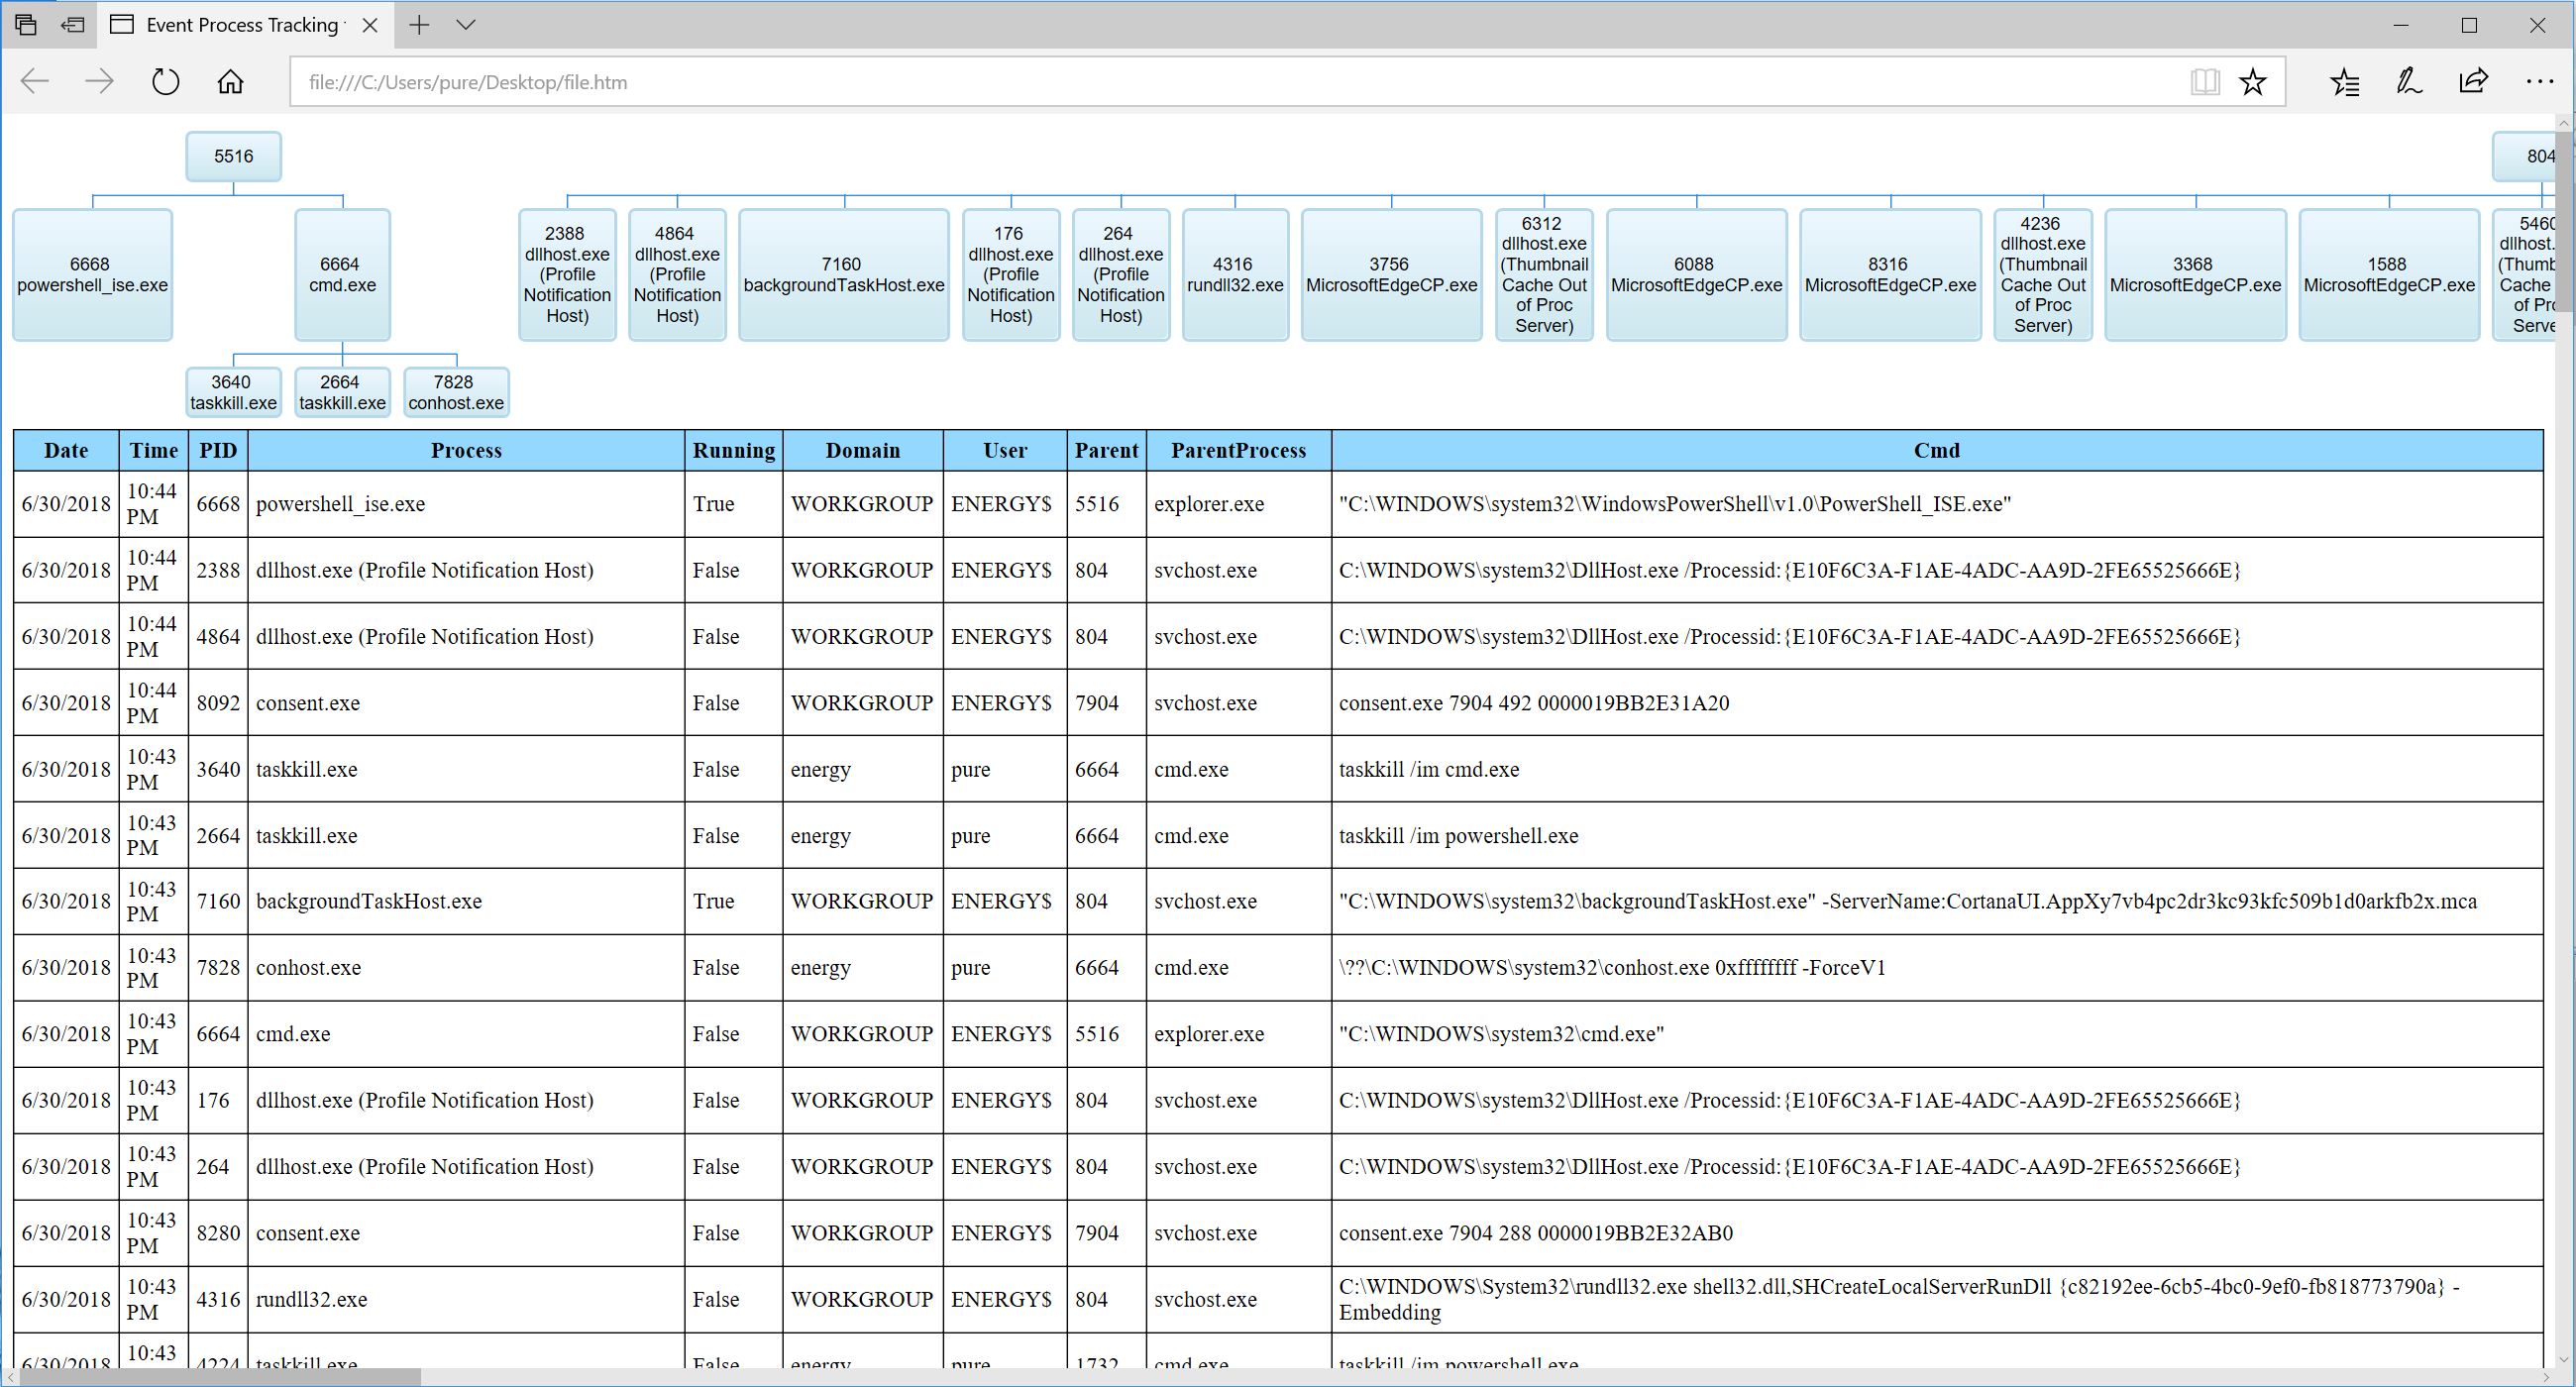 Event Process Tracking
file:///C:/Users/pure/Desktop/file.htm
5516
804
6668
powershell_ise.exe
6664
cmd.exe
2388
dllhost.exe
(Profile
Notification
Host)
4864
dllhost.exe
(Profile
Notification
Host)
7160
backgroundTaskHost.exe
176
dllhost.exe
(Profile
Notification
Host)
264
dllhost.exe
(Profile
Notification
Host)
4316
rundll32.exe
3756
MicrosoftEdgeCP.exe
6312
dllhost.exe
(Thumbnail
Cache Out
of Proc
Server)
6088
MicrosoftEdgeCP.exe
8316
MicrosoftEdgeCP.exe
4236
dllhost.exe
(Thumbnail
Cache Out
of Proc
Server)
3368
MicrosoftEdgeCP.exe
1588
MicrosoftEdgeCP.exe
5460
dllhost.
(Thumb
Cache
of Pro
Serve
3640
taskkill.exe
2664
taskkill.exe
7828
conhost.exe
Date Time PID Process Running Domain User Parent ParentProcess Cmd
6/30/2018 10:44 PM 6668 powershell_ise.exe True WORKGROUP ENERGY$ 5516 explorer.exe "C:\WINDOWS\system32\WindowsPowerShell\v1.0\PowerShell_ISE.exe"
6/30/2018 10:44 PM 2388 dllhost.exe (Profile Notification Host) False WORKGROUP ENERGY$ 804 svchost.exe C:\WINDOWS\system32\DllHost.exe /Processid:{E10F6C3A-F1AE-4ADC-AA9D-2FE65525666E}
6/30/2018 10:44 PM 4864 dllhost.exe (Profile Notification Host) False WORKGROUP ENERGY$ 804 svchost.exe C:\WINDOWS\system32\DllHost.exe /Processid:{E10F6C3A-F1AE-4ADC-AA9D-2FE65525666E}
6/30/2018 10:44 PM 8092 consent.exe False WORKGROUP ENERGY$ 7904 svchost.exe consent.exe 7904 492 0000019BB2E31A20
6/30/2018 10:43 PM 3640 taskkill.exe False energy pure 6664 cmd.exe taskkill /im cmd.exe
6/30/2018 10:43 PM 2664 taskkill.exe False energy pure 6664 cmd.exe taskkill /im powershell.exe
6/30/2018 10:43 PM 7160 backgroundTaskHost.exe True WORKGROUP ENERGY$ 804 svchost.exe "C:\WINDOWS\system32\backgroundTaskHost.exe" -ServerName:CortanaUI.AppXy7vb4pc2dr3kc93kfc509b1d0arkfb2x.mca
6/30/2018 10:43 PM 7828 conhost.exe False energy pure 6664 cmd.exe \??\C:\WINDOWS\system32\conhost.exe 0xffffffff -ForceV1
6/30/2018 10:43 PM 6664 cmd.exe False WORKGROUP ENERGY$ 5516 explorer.exe "C:\WINDOWS\system32\cmd.exe"
6/30/2018 10:43 PM 176 dllhost.exe (Profile Notification Host) False WORKGROUP ENERGY$ 804 svchost.exe C:\WINDOWS\system32\DllHost.exe /Processid:{E10F6C3A-F1AE-4ADC-AA9D-2FE65525666E}
6/30/2018 10:43 PM 264 dllhost.exe (Profile Notification Host) False WORKGROUP ENERGY$ 804 svchost.exe C:\WINDOWS\system32\DllHost.exe /Processid:{E10F6C3A-F1AE-4ADC-AA9D-2FE65525666E}
6/30/2018 10:43 PM 8280 consent.exe False WORKGROUP ENERGY$ 7904 svchost.exe consent.exe 7904 288 0000019BB2E32AB0
6/30/2018 10:43 PM 4316 rundll32.exe False WORKGROUP ENERGY$ 804 svchost.exe C:\WINDOWS\System32\rundll32.exe shell32.dll,SHCreateLocalServerRunDll {c82192ee-6cb5-4bc0-9ef0-fb818773790a} -
Embedding
6/30/2018 10:43 4224 taskkill.exe False energy pure 1732 cmd.exe taskkill /im powershell.exe